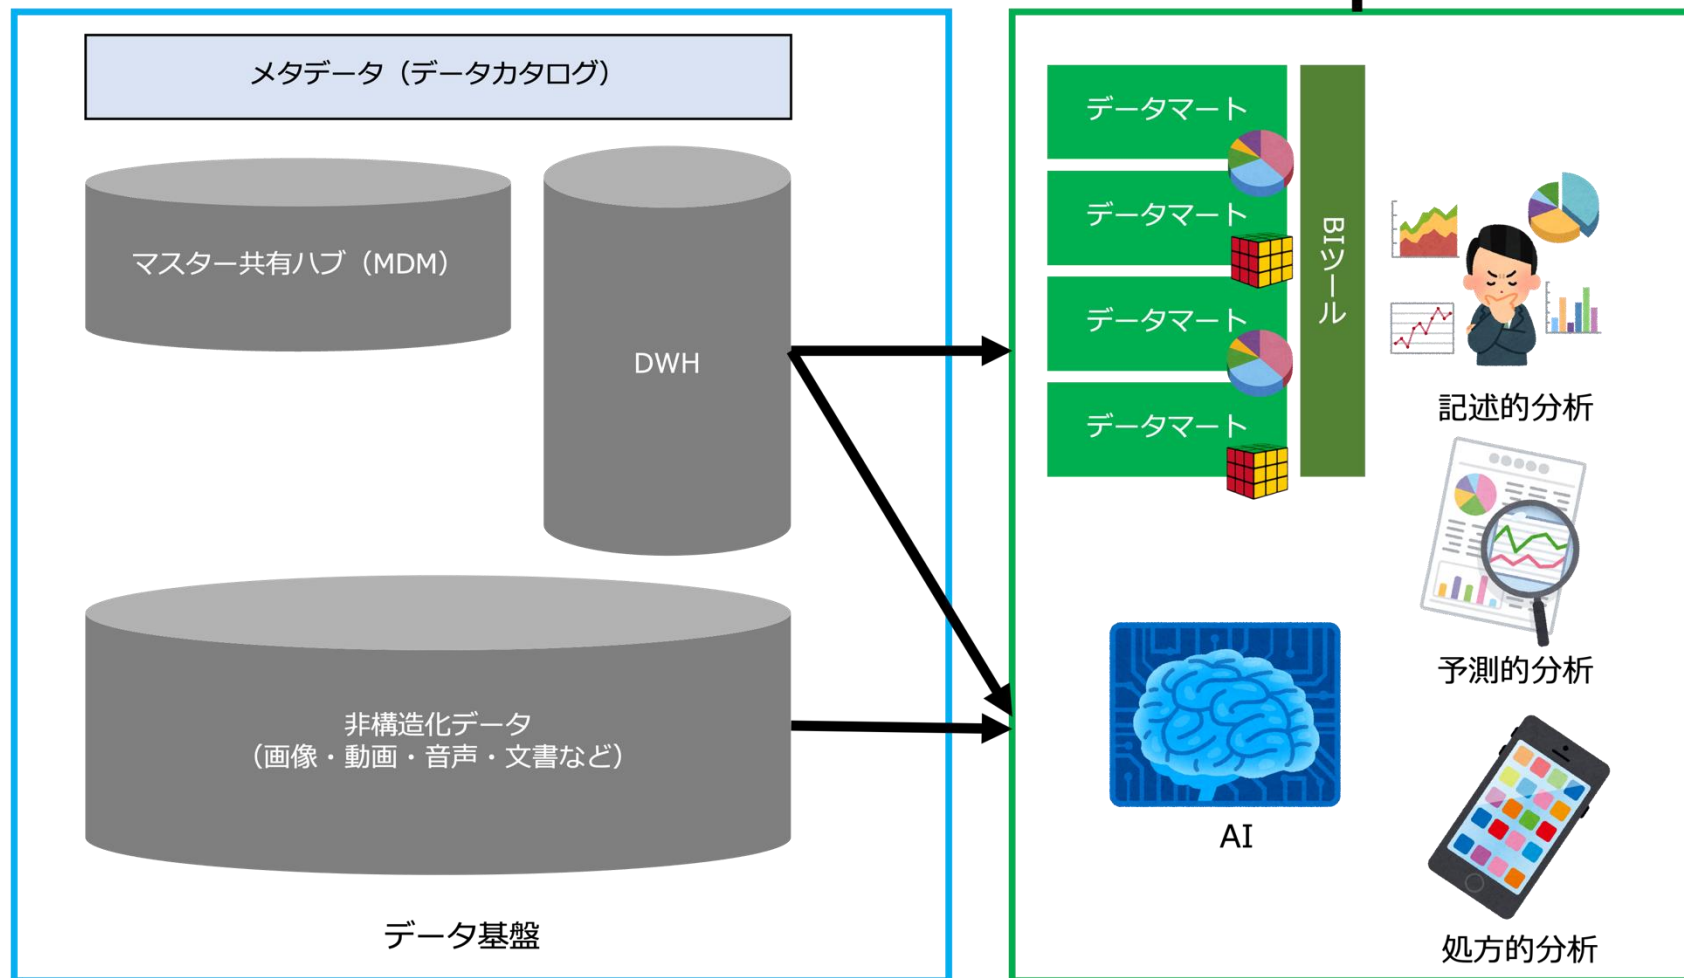 メタデータ（データカタログ）
マスター共有ハブ（MDM）
DWH
非構造化データ
（画像・動画・音声・文書など）
データ基盤
データマート
データマート
データマート
データマート
BIツール
記述的分析
予測的分析
AI
処方的分析